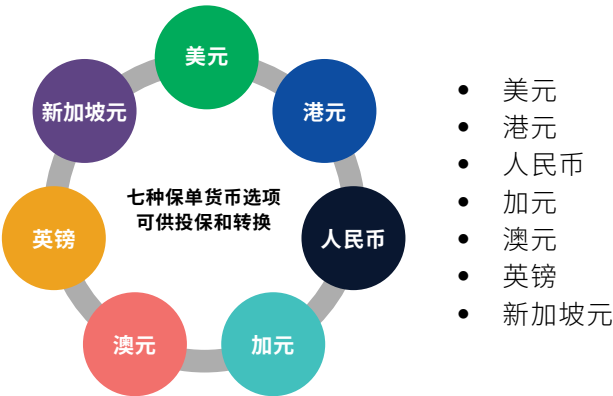 美元
新加坡元
港元
七种保单货币选项
可供投保和转换
英镑
人民币
澳元
加元
• 美元
• 港元
• 人民币
• 加元
• 澳元
• 英镑
• 新加坡元